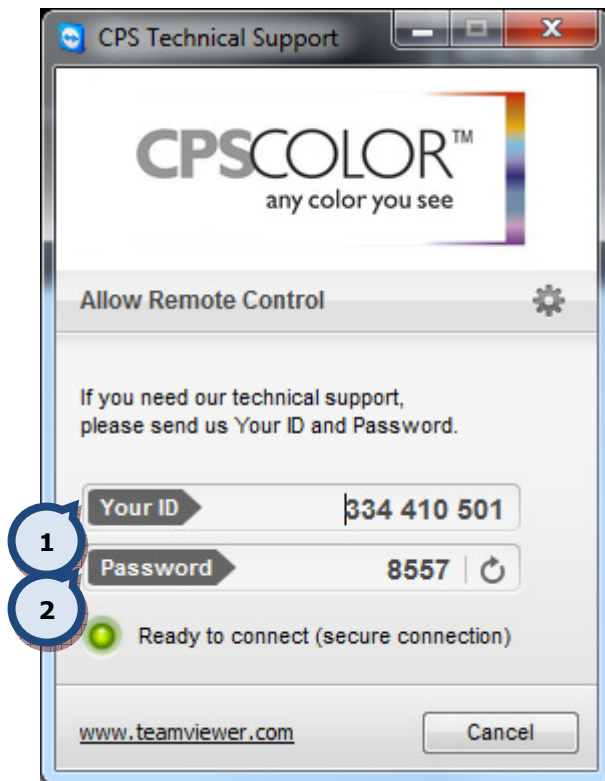 CPS Technical Support
CPSCOLOR™
any color you see
Allow Remote Control
If you need our technical support,
please send us Your ID and Password.
1
Your ID 334 410 501
2
Password 8557
Ready to connect (secure connection)
www.teamviewer.com Cancel